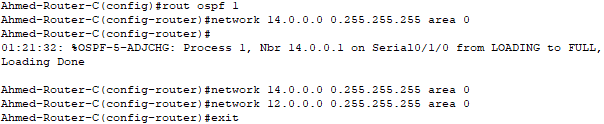 Ahmed-Router-C(config)#rout ospf 1
Ahmed-Router-C(config-router)#network 14.0.0.0 0.255.255.255 area 0
Ahmed-Router-C(config-router)#
01:21:32: %OSPF-5-ADJCHG: Process 1, Nbr 14.0.0.1 on Serial0/1/0 from LOADING to FULL,
Loading Done
Ahmed-Router-C(config-router)#network 14.0.0.0 0.255.255.255 area 0
Ahmed-Router-C(config-router)#network 12.0.0.0 0.255.255.255 area 0
Ahmed-Router-C(config-router)#exit